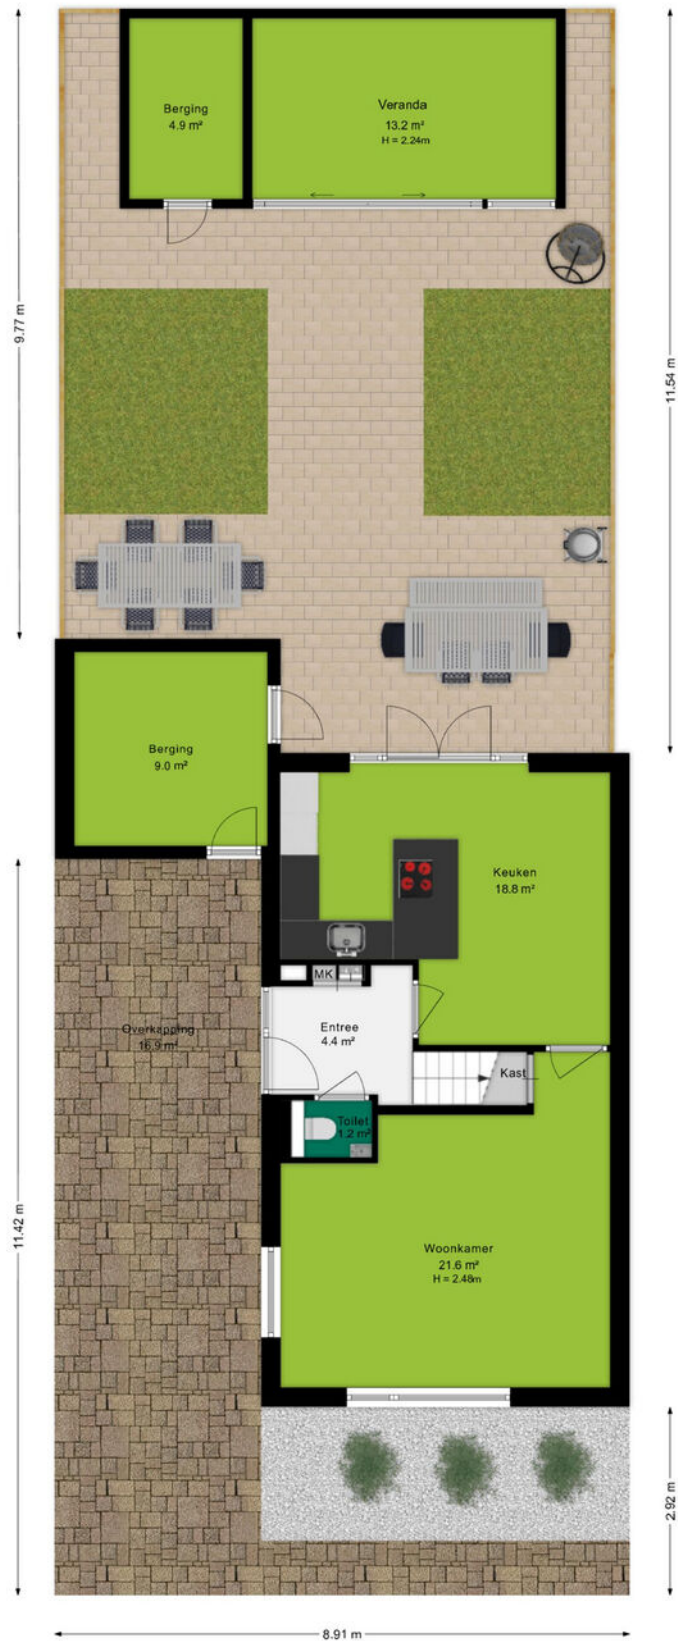 Berging
4.9 m²
Veranda
13.2 m²
H = 2.24m
9.77 m
11.54 m
Berging
9.0 m²
Keuken
18.8 m²
MK
Overkapping
16.9 m²
Entree
4.4 m²
Kast
Toilet
1.2 m²
11.42 m
Woonkamer
21.6 m²
H = 2.48m
2.92 m
8.91 m